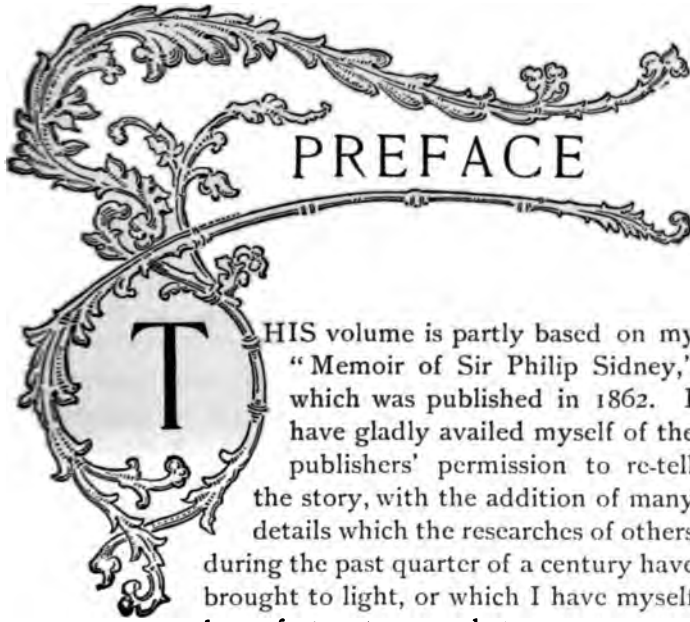 PREFACE
THIS volume is partly based on my
“Memoir of Sir Philip Sidney,”
which was published in 1862. I
have gladly availed myself of the
publishers’ permission to re-tell
the story, with the addition of many
details which the researches of others
during the past quarter of a century have
brought to light, or which I have myself